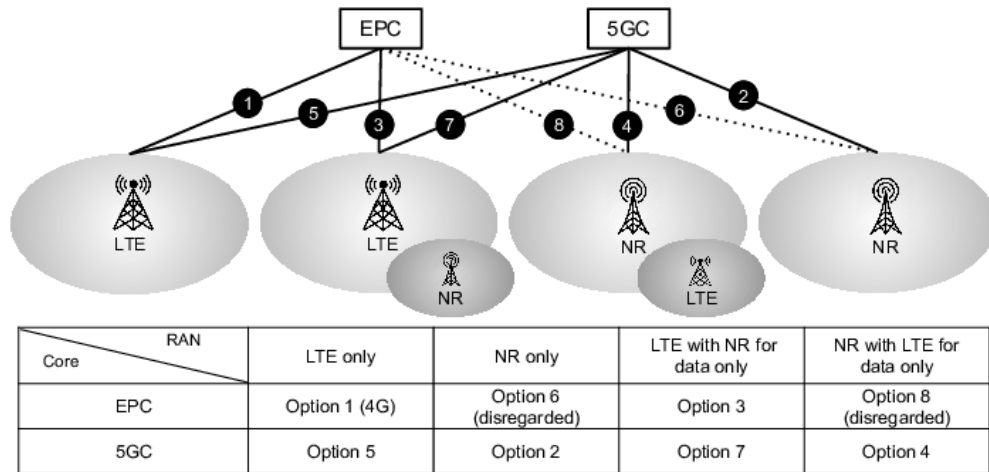 EPC
5GC
1
5
3
7
8
4
6
2
LTE
LTE
NR
NR
NR
LTE
RAN
Core
LTE only
NR only
LTE with NR for
data only
NR with LTE for
data only
EPC
Option 1 (4G)
Option 6
(disregarded)
Option 3
Option 8
(disregarded)
5GC
Option 5
Option 2
Option 7
Option 4